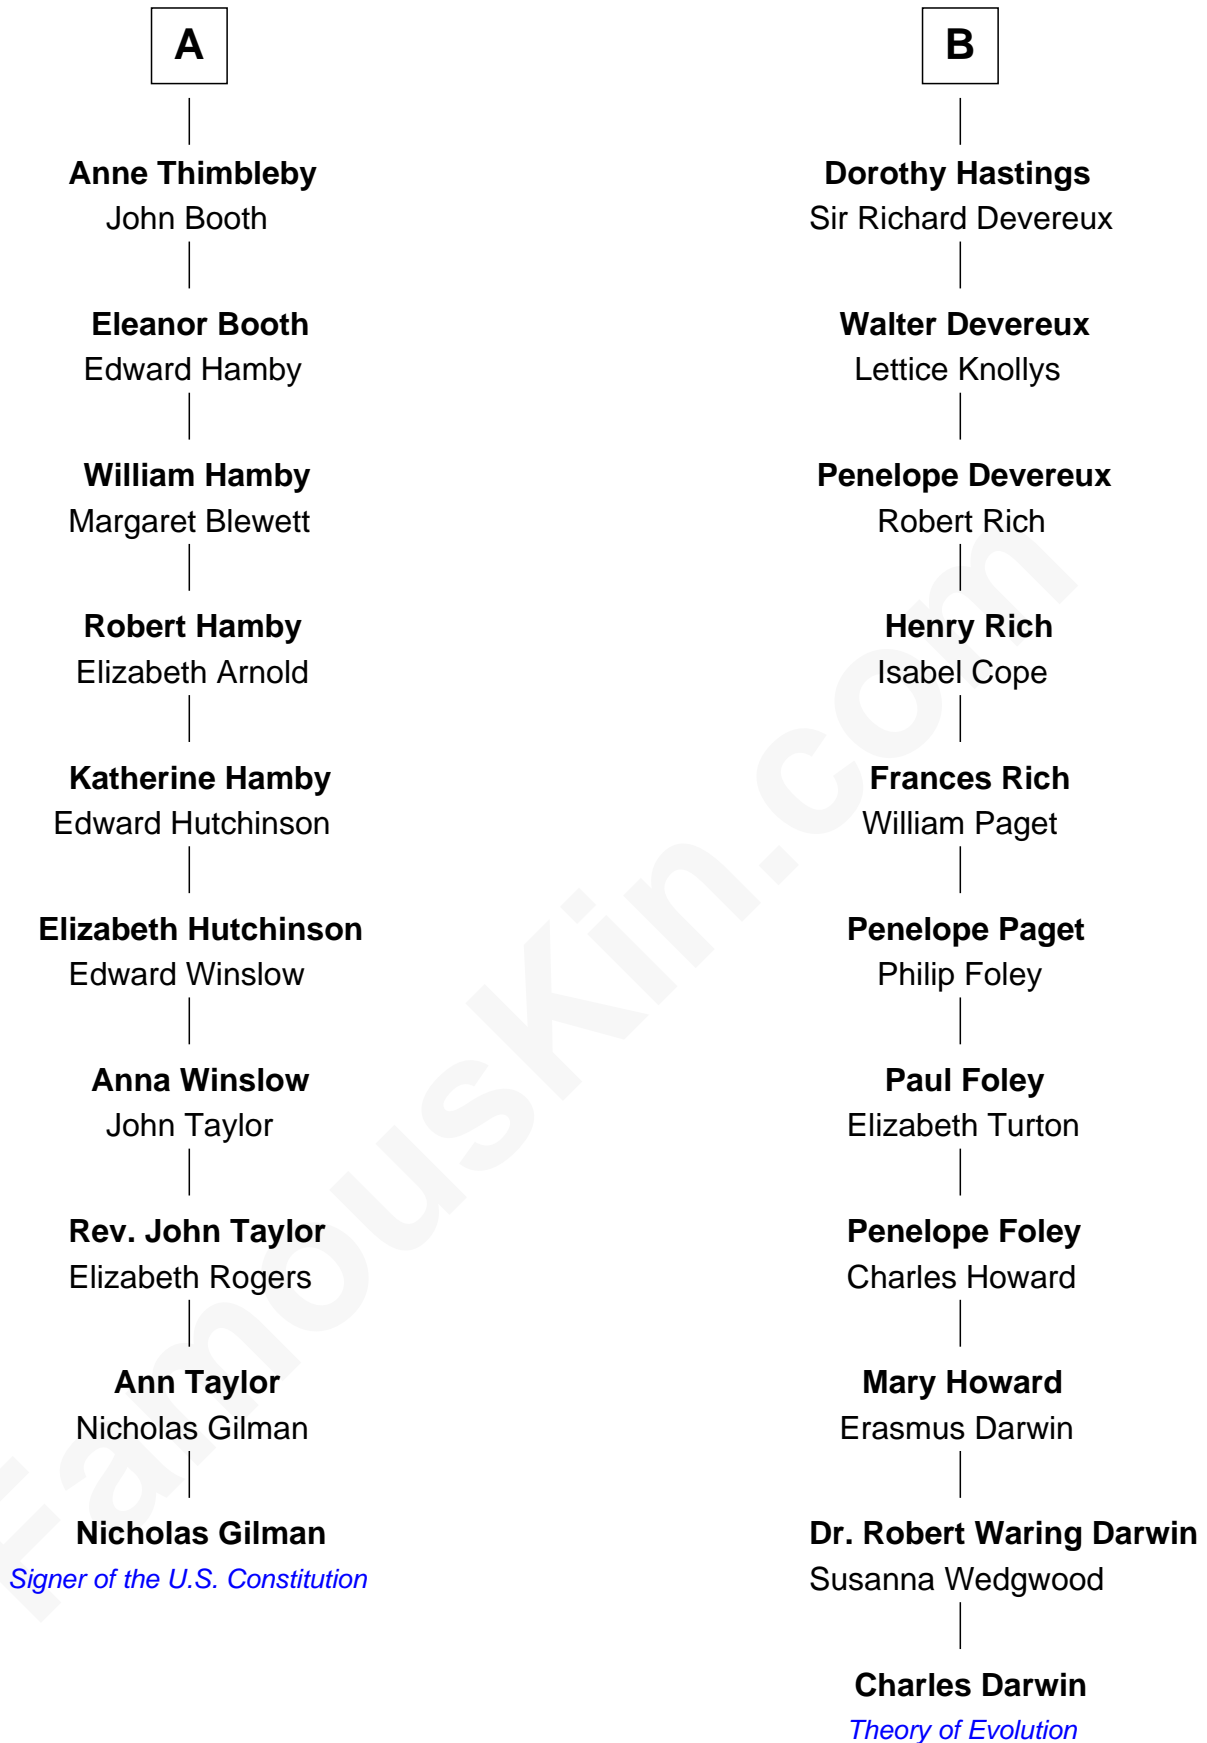 A
Anne Thimbleby
John Booth
Eleanor Booth
Edward Hamby
William Hamby
Margaret Blewett
Robert Hamby
Elizabeth Arnold
Katherine Hamby
Edward Hutchinson
Elizabeth Hutchinson
Edward Winslow
Anna Winslow
John Taylor
Rev. John Taylor
Elizabeth Rogers
Ann Taylor
Nicholas Gilman
Nicholas Gilman
Signer of the U.S. Constitution
B
Dorothy Hastings
Sir Richard Devereux
Walter Devereux
Lettice Knollys
Penelope Devereux
Robert Rich
Henry Rich
Isabel Cope
Frances Rich
William Paget
Penelope Paget
Philip Foley
Paul Foley
Elizabeth Turton
Penelope Foley
Charles Howard
Mary Howard
Erasmus Darwin
Dr. Robert Waring Darwin
Susanna Wedgwood
Charles Darwin
Theory of Evolution
FamousKin.com